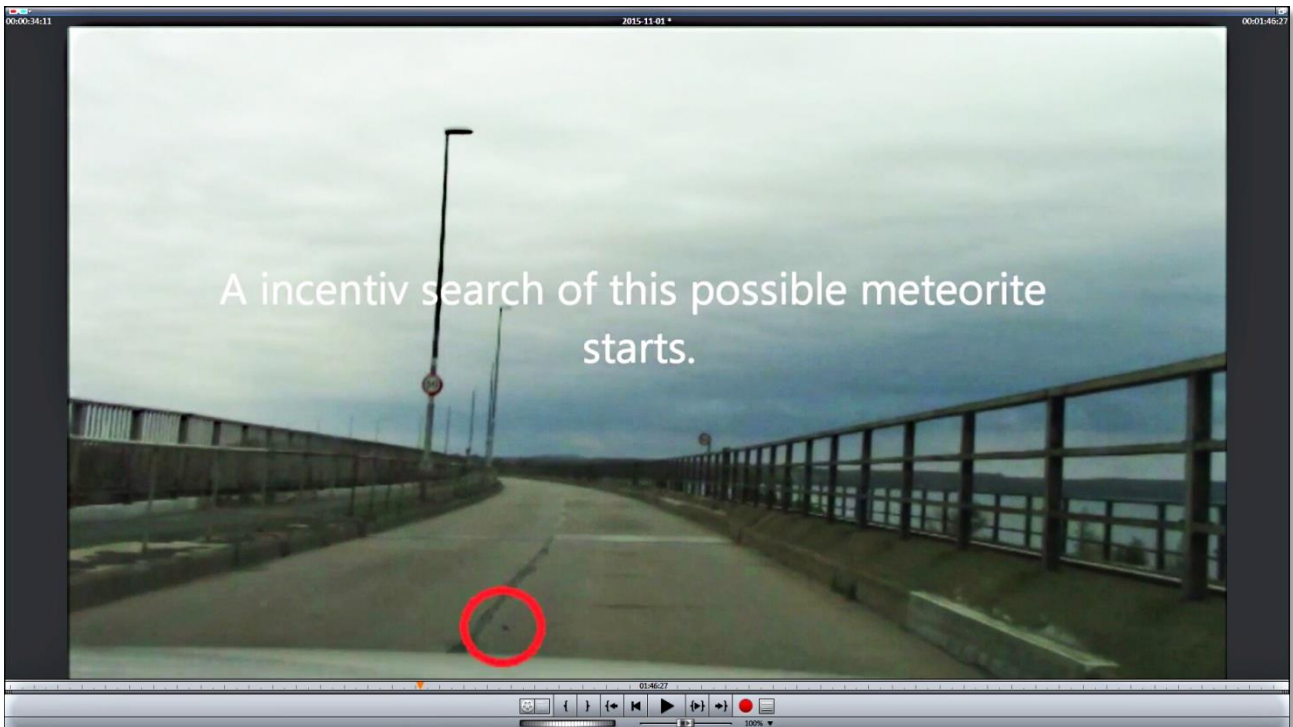 00:00:34:11 2015-11-01 * 00:01:46:27
A incentiv search of this possible meteorite
starts.
01:46:27
100%